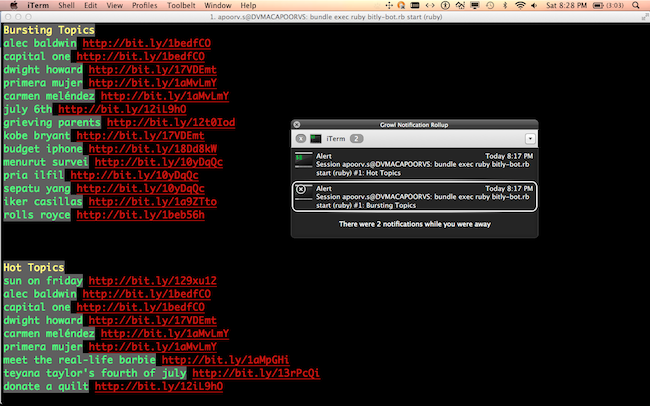 iTerm Shell Edit View Profiles Toolbelt Window Help
Sat 8:28 PM (3:03)
1. apoorv.s@DVMACAPOORVS: bundle exec ruby bitly-bot.rb start (ruby)
Bursting Topics
alec baldwin http://bit.ly/1bedfCO
capital one http://bit.ly/1bedfCO
dwight howard http://bit.ly/17VDEmt
primera mujer http://bit.ly/1aMvLmY
carmen meléndez http://bit.ly/1aMvLmY
july 6th http://bit.ly/12iL9hO
grieving parents http://bit.ly/12t0Iod
kobe bryant http://bit.ly/17VDEmt
budget iphone http://bit.ly/18Dd8kW
menurut survei http://bit.ly/10yDqQc
pria ilfil http://bit.ly/10yDqQc
sepatu yang http://bit.ly/10yDqQc
iker casillas http://bit.ly/1a9ZTto
rolls royce http://bit.ly/1beb56h
Hot Topics
sun on friday http://bit.ly/129xu12
alec baldwin http://bit.ly/1bedfCO
capital one http://bit.ly/1bedfCO
dwight howard http://bit.ly/17VDEmt
carmen meléndez http://bit.ly/1aMvLmY
primera mujer http://bit.ly/1aMvLmY
meet the real-life barbie http://bit.ly/1aMpGHi
teyana taylor's fourth of july http://bit.ly/13rPcQi
donate a quilt http://bit.ly/12iL9hO
Growl Notification Rollup
iTerm 2
Alert Today 8:17 PM
Session apoorv.s@DVMACAPOORVS: bundle exec ruby bitly-bot.rb
start (ruby) #1: Hot Topics
Alert Today 8:17 PM
Session apoorv.s@DVMACAPOORVS: bundle exec ruby bitly-bot.rb
start (ruby) #1: Bursting Topics
There were 2 notifications while you were away